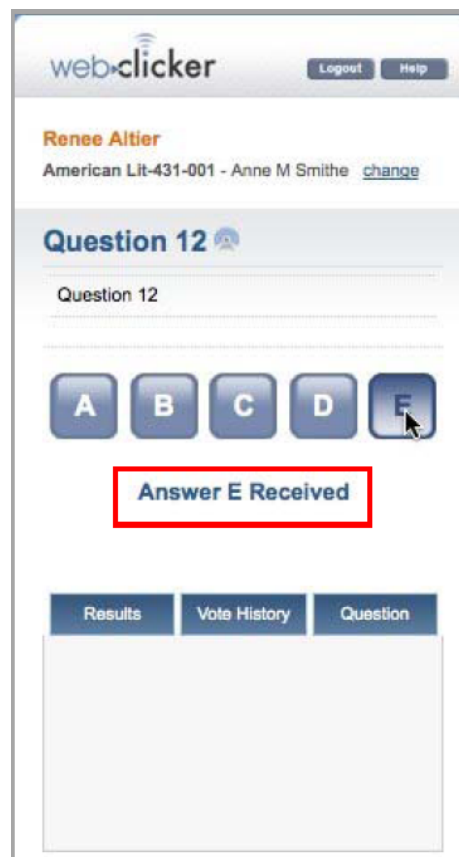 web•clicker Logout Help
Renee Altier
American Lit-431-001 - Anne M Smithe change
Question 12
Question 12
A B C D E
Answer E Received
Results Vote History Question